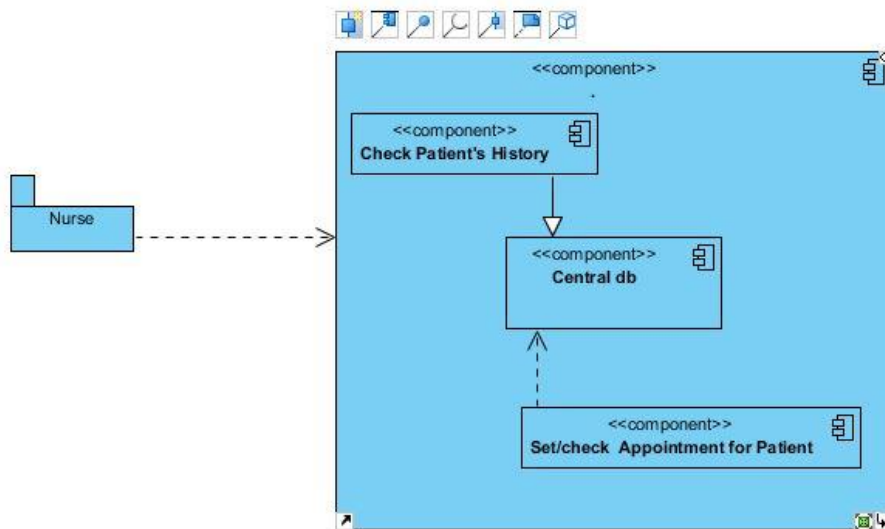 <<component>>
.
<<component>>
Check Patient's History
Nurse
<<component>>
Central db
<<component>>
Set/check Appointment for Patient